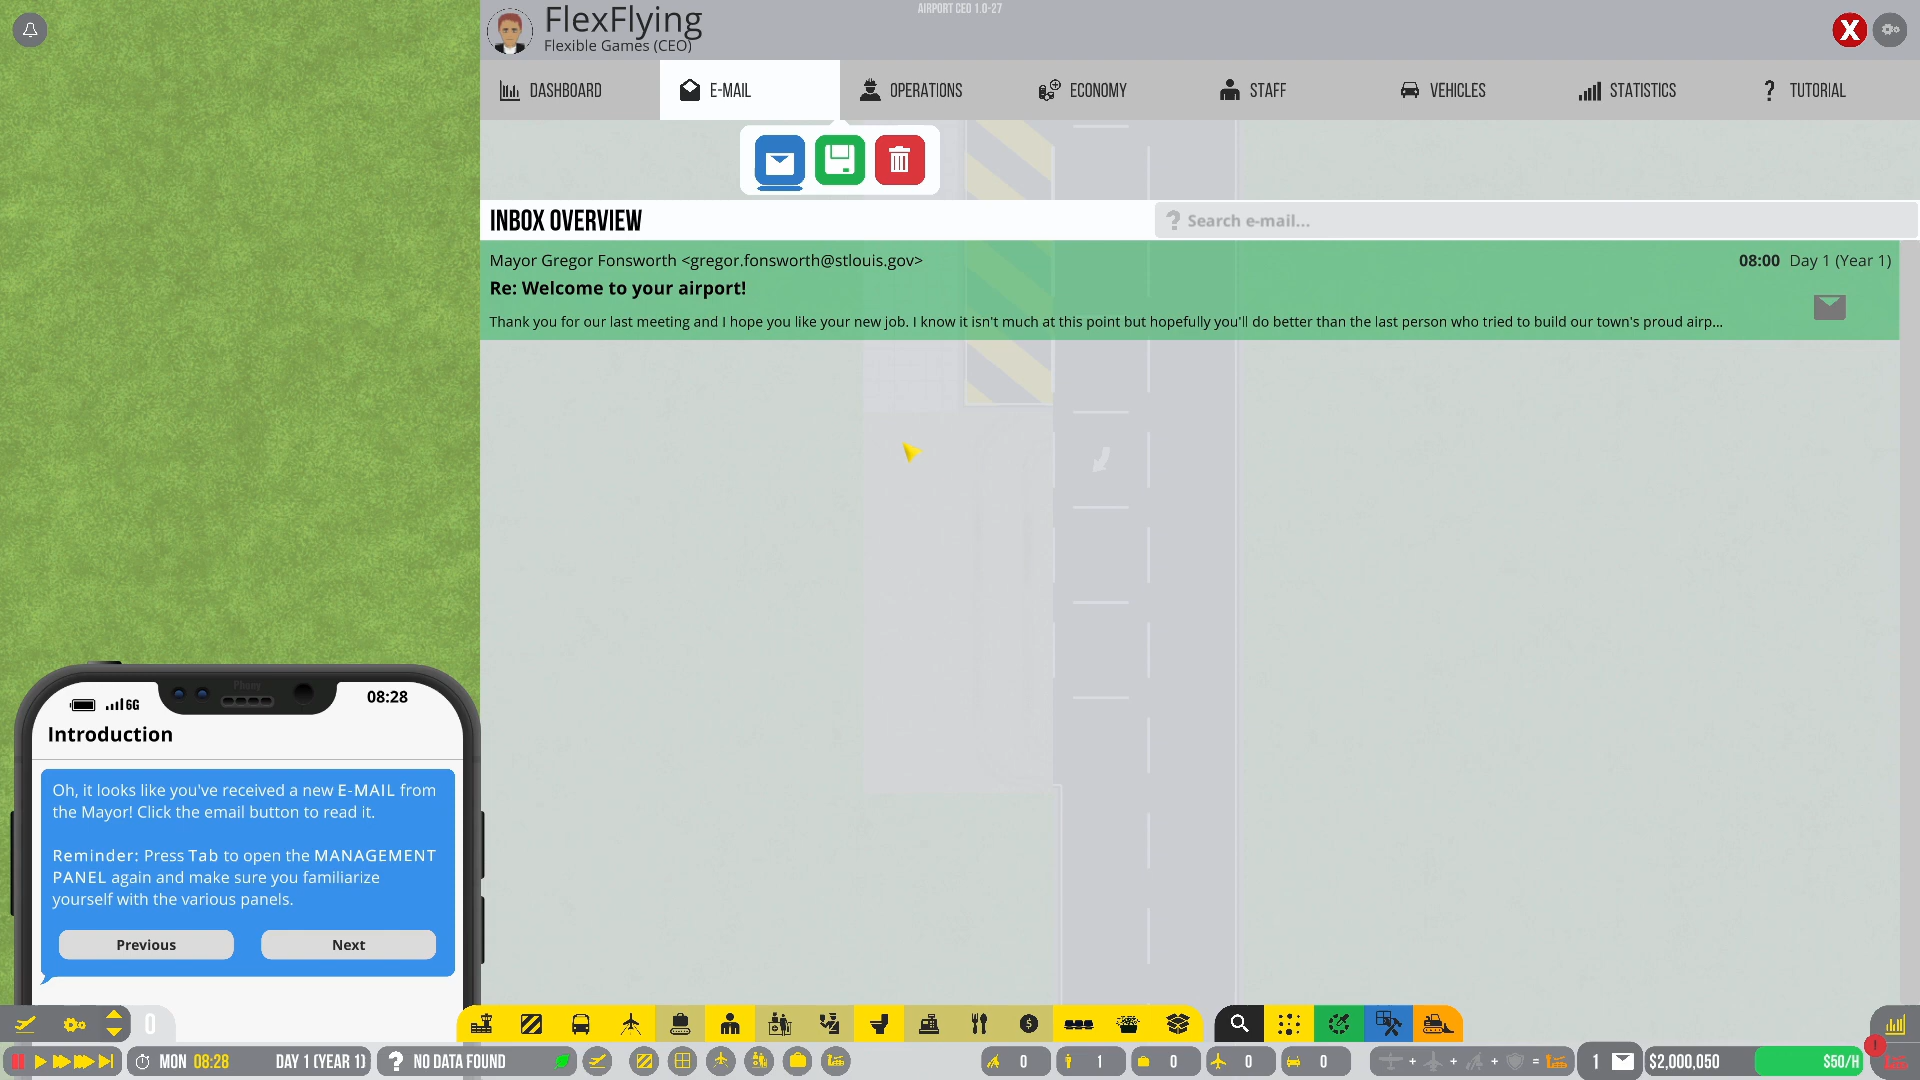 AIRPORT CEO 1.0-27
FlexFlying
Flexible Games (CEO)
X
DASHBOARD
E-MAIL
OPERATIONS
ECONOMY
STAFF
VEHICLES
STATISTICS
? TUTORIAL
INBOX OVERVIEW
? Search e-mail...
Mayor Gregor Fonsworth <gregor.fonsworth@stlouis.gov>
08:00 Day 1 (Year 1)
Re: Welcome to your airport!
Thank you for our last meeting and I hope you like your new job. I know it isn't much at this point but hopefully you'll do better than the last person who tried to build our town's proud airp...
Phony
6G
08:28
Introduction
Oh, it looks like you've received a new E-MAIL from
the Mayor! Click the email button to read it.
Reminder: Press Tab to open the MANAGEMENT
PANEL again and make sure you familiarize
yourself with the various panels.
Previous
Next
0
MON 08:28
DAY 1 (YEAR 1)
? NO DATA FOUND
0
1
0
0
0
+ + + =
1
$2,000,050
$50/H
!